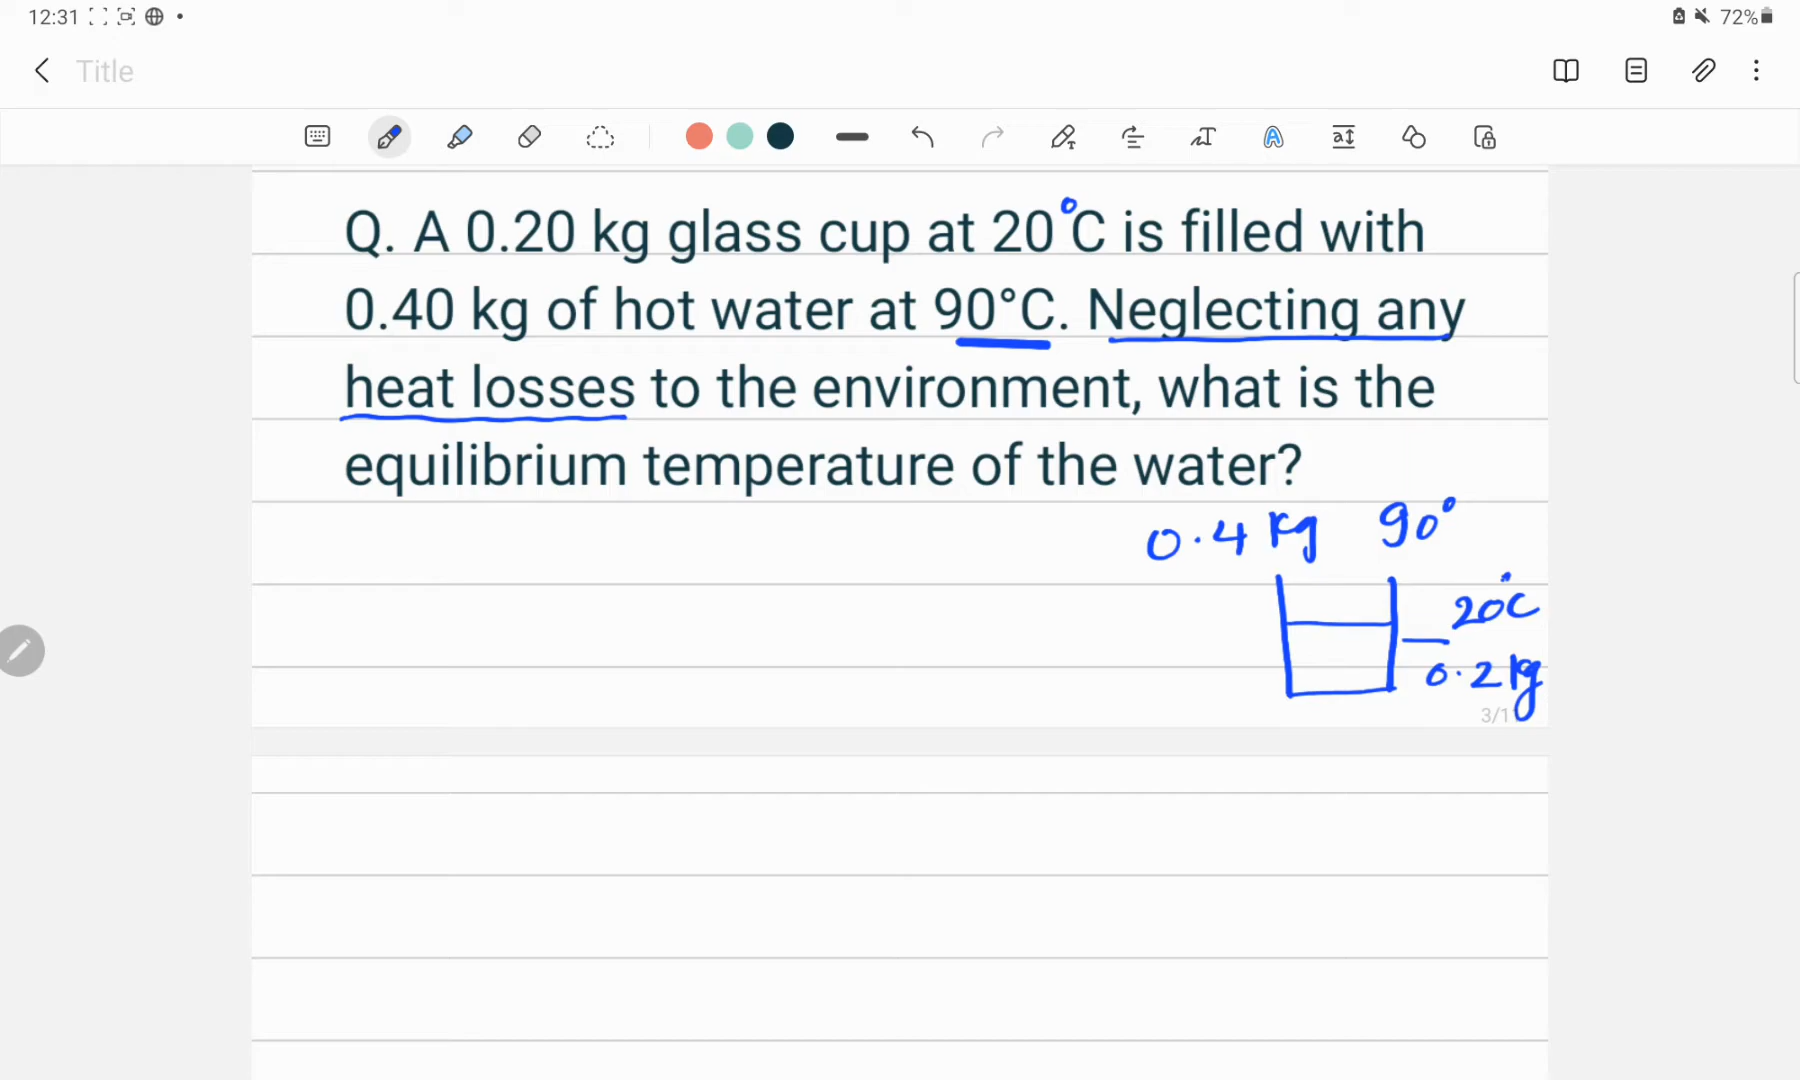 12:31
72%
Title
Q. A 0.20 kg glass cup at 20°C is filled with
0.40 kg of hot water at 90°C. Neglecting any
heat losses to the environment, what is the
equilibrium temperature of the water?
0.4 kg 90°
20°C
0.2 kg
3/1